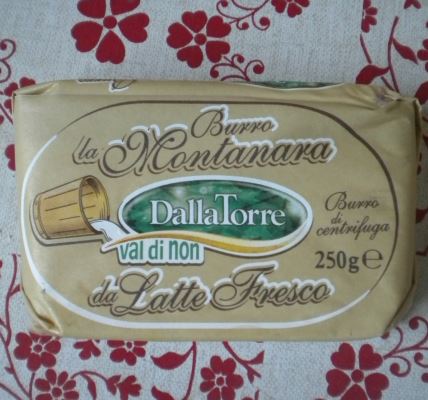 Burro
la Montanara
DallaTorre
val di non
Burro
di
centrifuga
250g e
da Latte Fresco